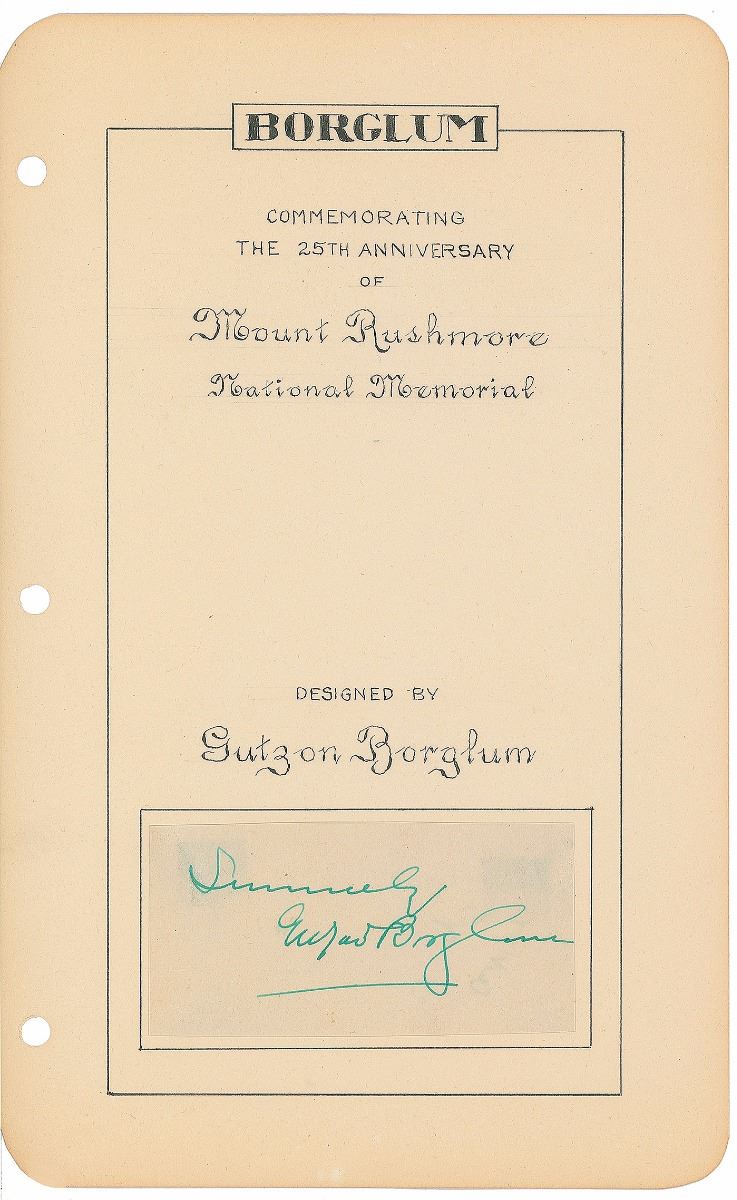 BORGLUM
COMMEMORATING
THE 25TH ANNIVERSARY
OF
Mount Rushmore
National Memorial
DESIGNED BY
Gutzon Borglum
Sincerely
Gutzon Borglum